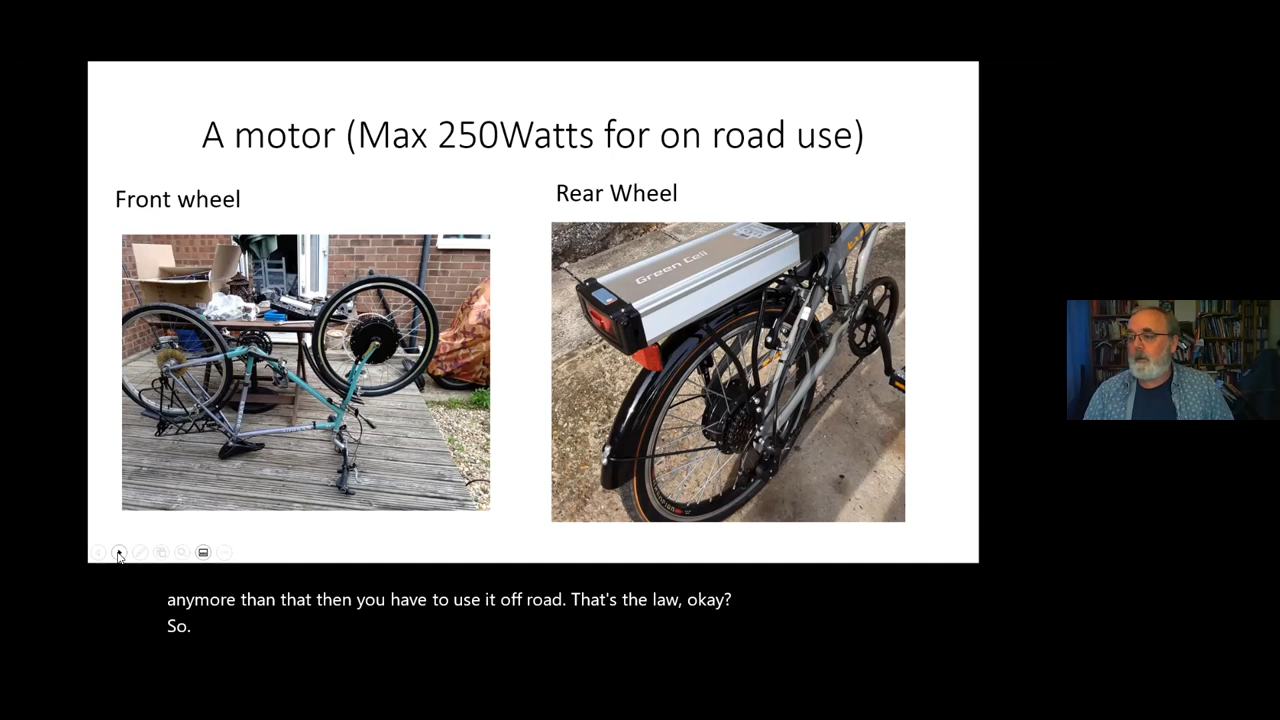 A motor (Max 250Watts for on road use)
Front wheel
Rear Wheel
Green Cell
anymore than that then you have to use it off road. That's the law, okay?
So.